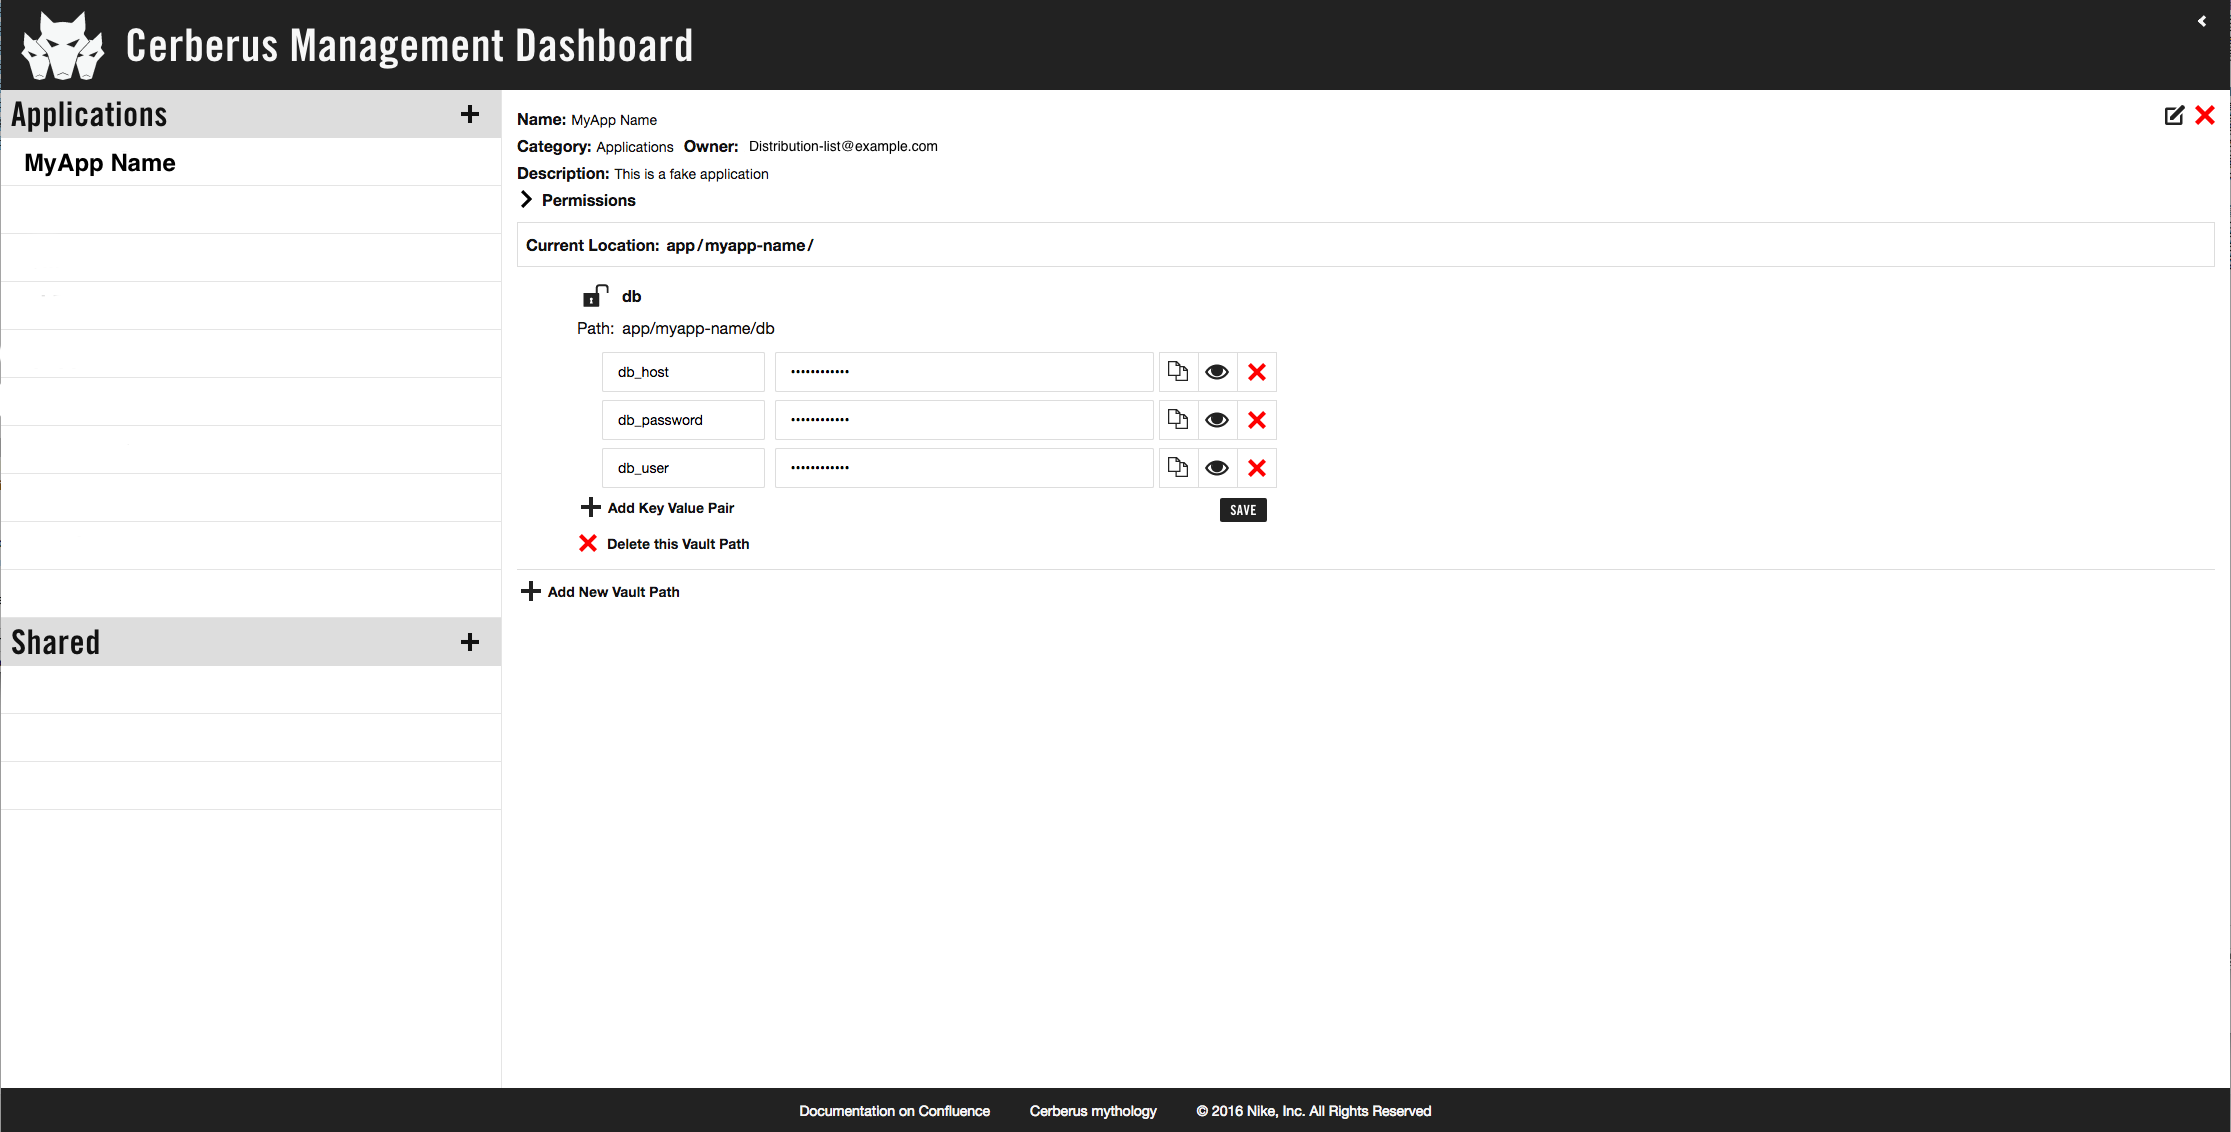 Cerberus Management Dashboard
Applications
MyApp Name
Shared
Name: MyApp Name
Category: Applications Owner: Distribution-list@example.com
Description: This is a fake application
Permissions
Current Location: app/myapp-name/
db
Path: app/myapp-name/db
db_host ············
db_password ············
db_user ············
Add Key Value Pair SAVE
Delete this Vault Path
Add New Vault Path
Documentation on Confluence Cerberus mythology © 2016 Nike, Inc. All Rights Reserved